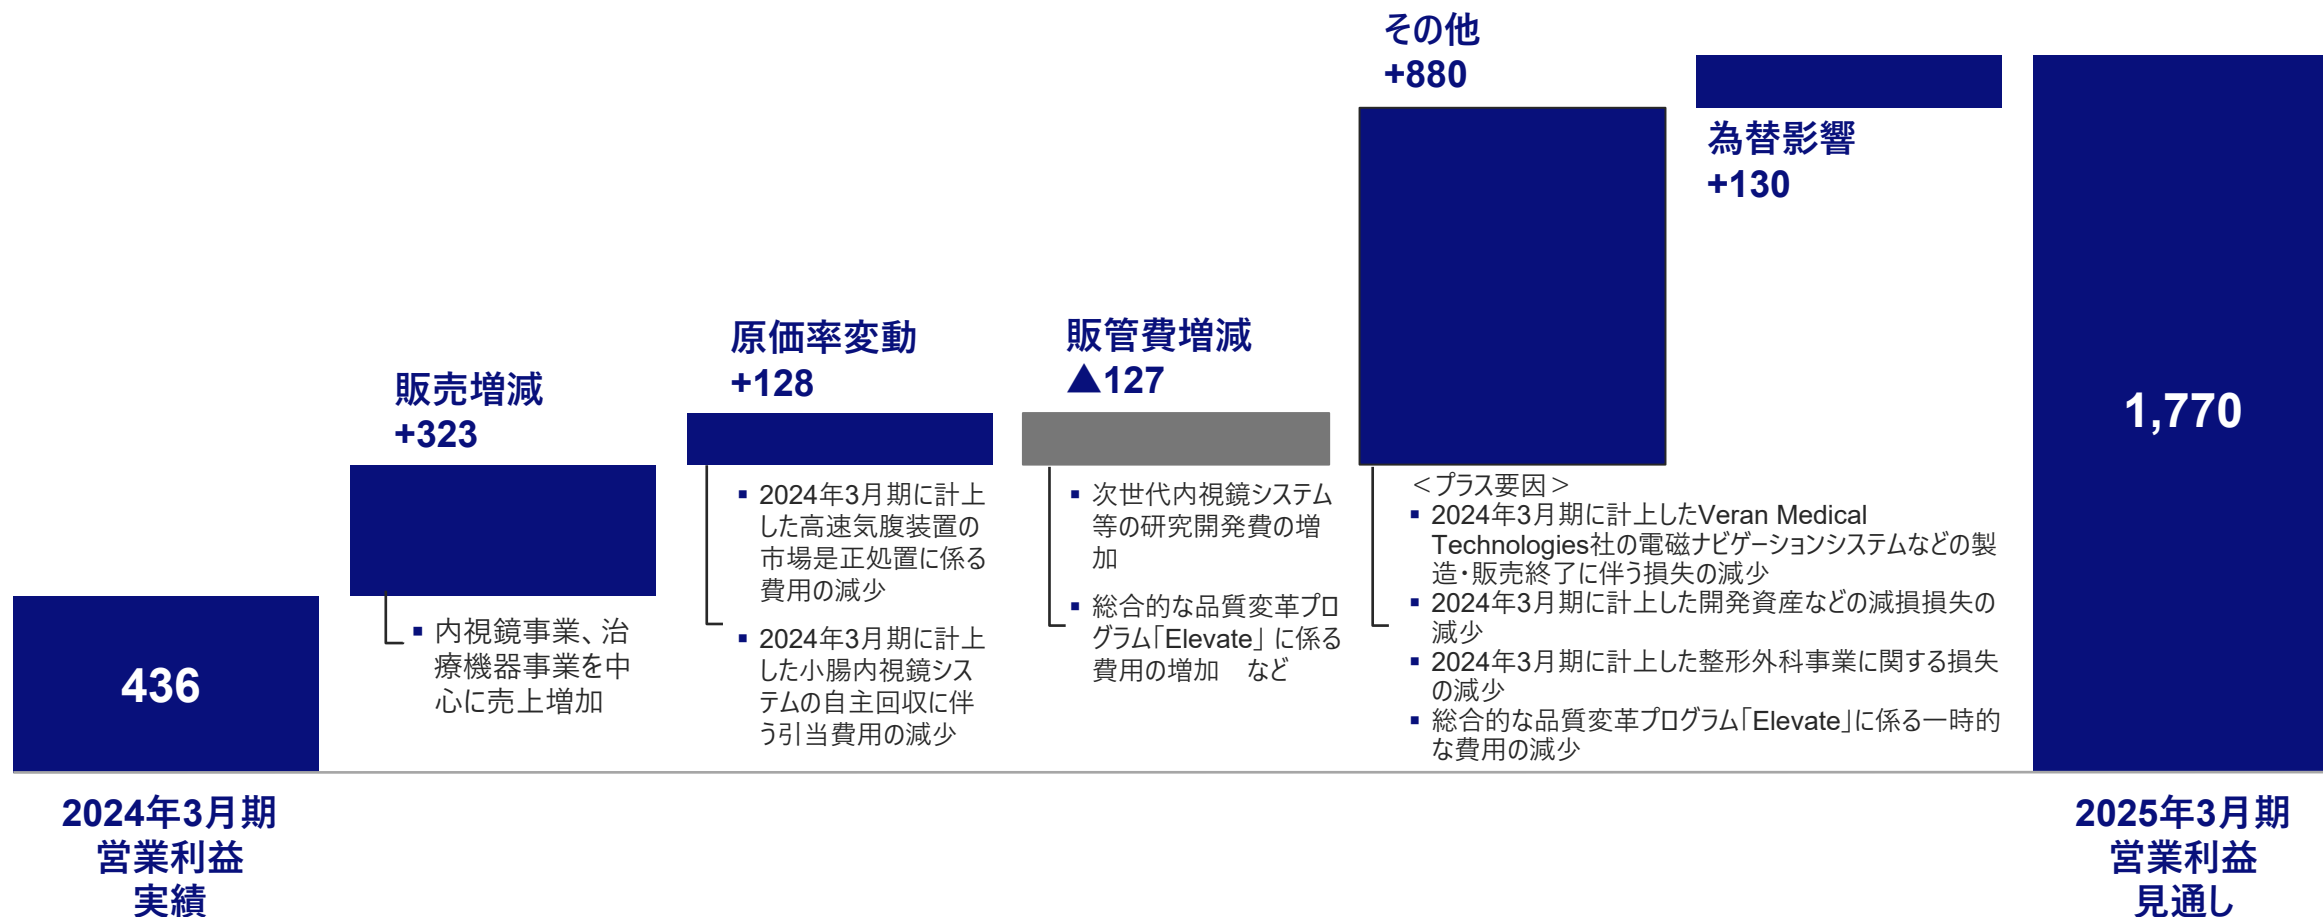 その他
+880
為替影響
+130
原価率変動
+128
販管費増減
▲127
販売増減
+323
1,770
436
▪ 内視鏡事業、治
療機器事業を中
心に売上増加
▪ 2024年3月期に計上
した高速気腹装置の
市場是正処置に係る
費用の減少
▪ 2024年3月期に計上
した小腸内視鏡シス
テムの自主回収に伴
う引当費用の減少
▪ 次世代内視鏡システム
等の研究開発費の増
加
▪ 総合的な品質変革プロ
グラム「Elevate」に係る
費用の増加　など
＜プラス要因＞
▪ 2024年3月期に計上したVeran Medical
Technologies社の電磁ナビゲーションシステムなどの製
造・販売終了に伴う損失の減少
▪ 2024年3月期に計上した開発資産などの減損損失の
減少
▪ 2024年3月期に計上した整形外科事業に関する損失
の減少
▪ 総合的な品質変革プログラム「Elevate」に係る一時的
な費用の減少
2024年3月期
営業利益
実績
2025年3月期
営業利益
見通し